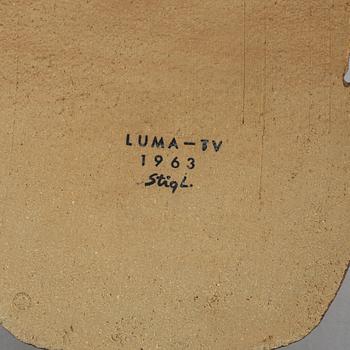 LUMA-TV
1963
Stig L.